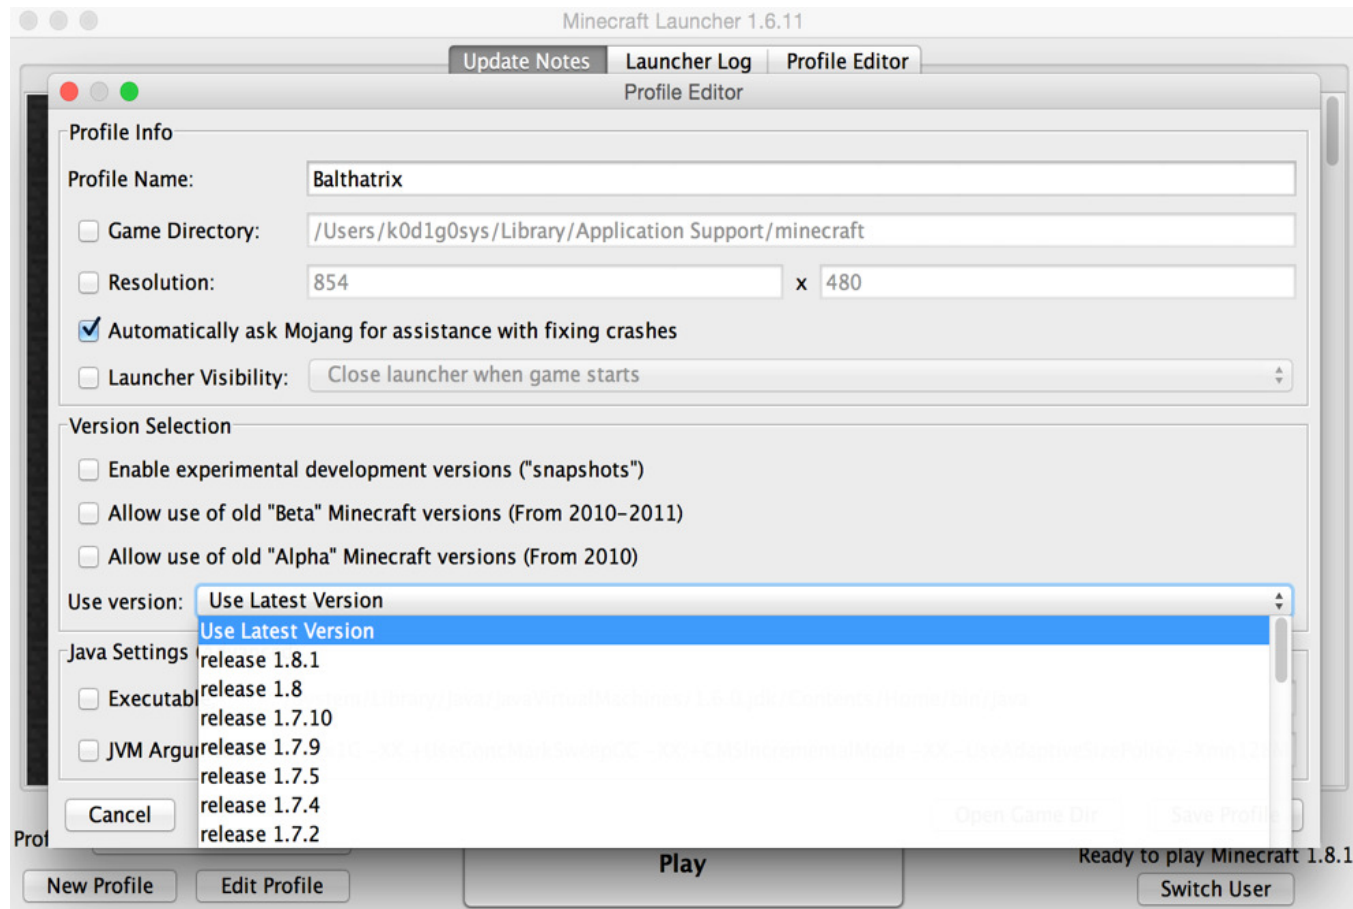 Minecraft Launcher 1.6.11
Update Notes Launcher Log Profile Editor
Profile Editor
Profile Info
Profile Name: Balthatrix
Game Directory: /Users/k0d1g0sys/Library/Application Support/minecraft
Resolution: 854 x 480
Automatically ask Mojang for assistance with fixing crashes
Launcher Visibility: Close launcher when game starts
Version Selection
Enable experimental development versions ("snapshots")
Allow use of old "Beta" Minecraft versions (From 2010-2011)
Allow use of old "Alpha" Minecraft versions (From 2010)
Use version: Use Latest Version
Use Latest Version
Java Settings
release 1.8.1
release 1.8
release 1.7.10
release 1.7.9
release 1.7.5
release 1.7.4
release 1.7.2
Cancel Open Game Dir Save Profile
Play
Ready to play Minecraft 1.8.1
New Profile Edit Profile Switch User